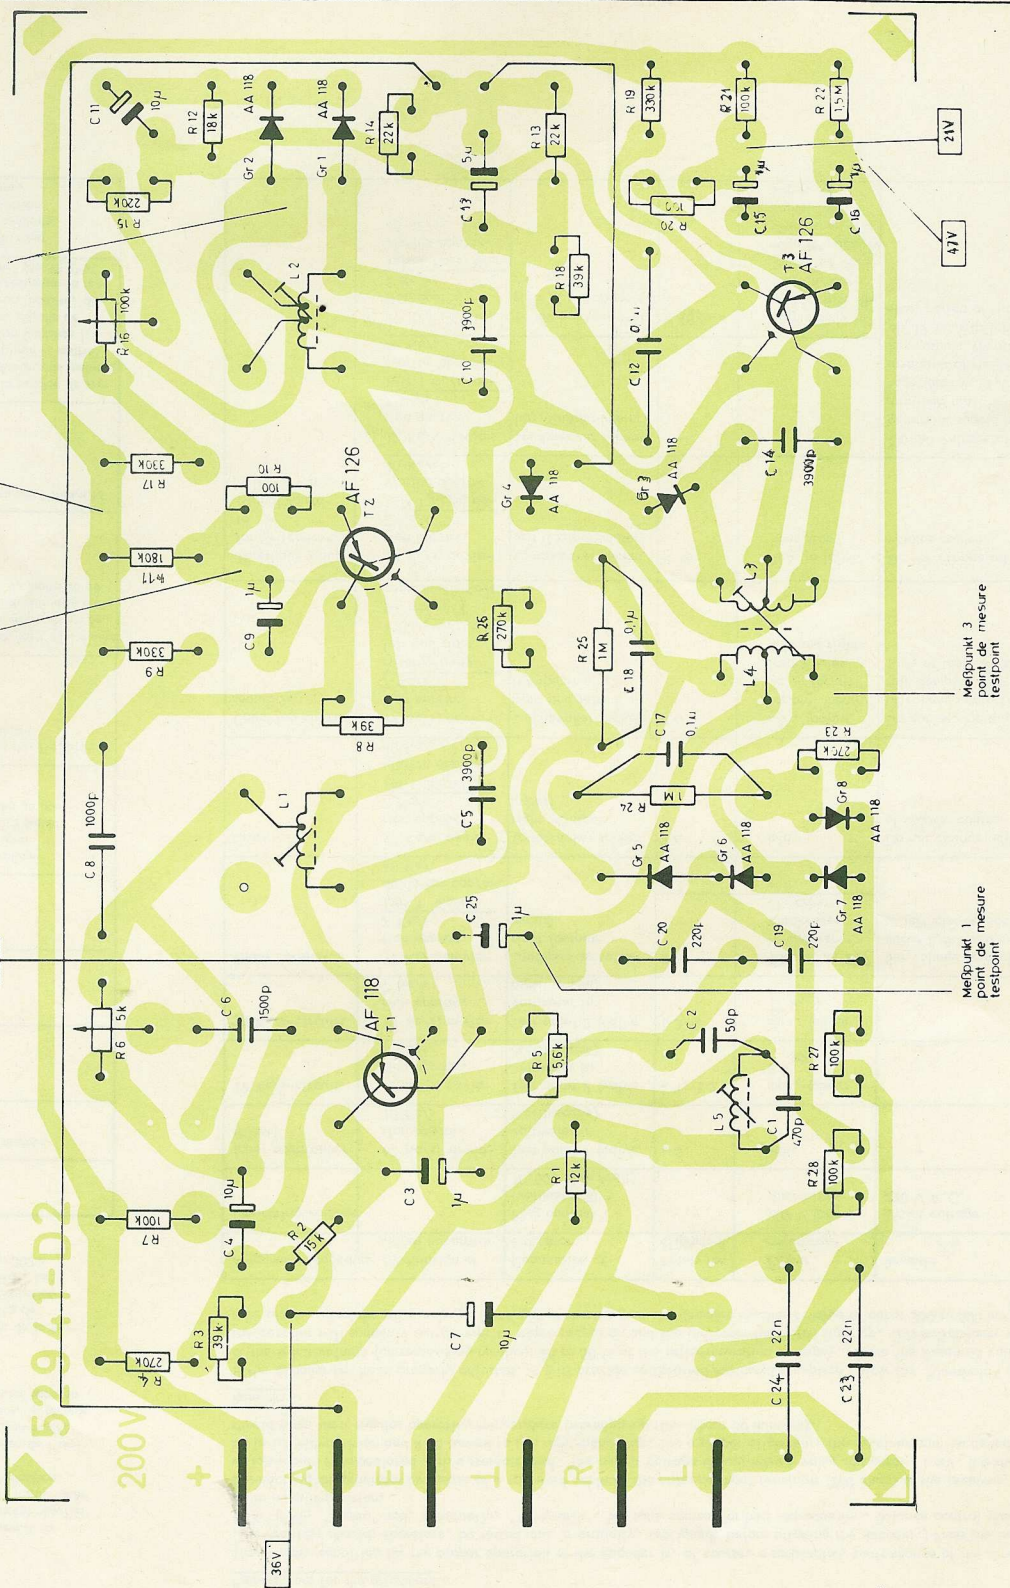 C 11
10µ
R 12
18k
AA 118
Gr 2
AA 118
Gr 1
R 14
22k
5µ
C 13
R 13
22k
R 19
330k
R 21
100k
R 22
1,5 M
21V
R 15
220k
R 20
100
1µ
C 15
1µ
C 16
47V
R 16
100k
L 2
C 10
3900p
R 18
39k
C 12
T 3
AF 126
R 17
330k
R 10
100
AF 126
T 2
Gr 4
AA 118
Gr 3
AA 118
C 14
3900p
R 11
180k
R 9
330k
C 9
1µ
R 8
39k
R 26
270k
R 25
1M
C 18
0,1µ
L 3
L 4
Meßpunkt 3
point de mesure
testpoint
C 8
1000p
L 1
C 5
3900p
C 17
0,1µ
R 24
1 M
R 23
270k
Gr 5
AA 118
Gr 6
AA 118
Gr 7
AA 118
Gr 8
AA 118
C 25
1µ
C 20
220p
C 19
220p
Meßpunkt 1
point de mesure
testpoint
R 6
5k
C 6
1500p
AF 118
T 1
R 5
5,6k
C 2
50p
L 5
C 1
470p
R 27
100k
R 28
100k
R 7
100k
C 4
10µ
R 2
15k
C 3
1µ
R 1
12k
R 4
270k
R 3
39k
C 7
10µ
C 24
22n
C 23
22n
52941-D2
200V
+
A
E
⊥
R
L
36V